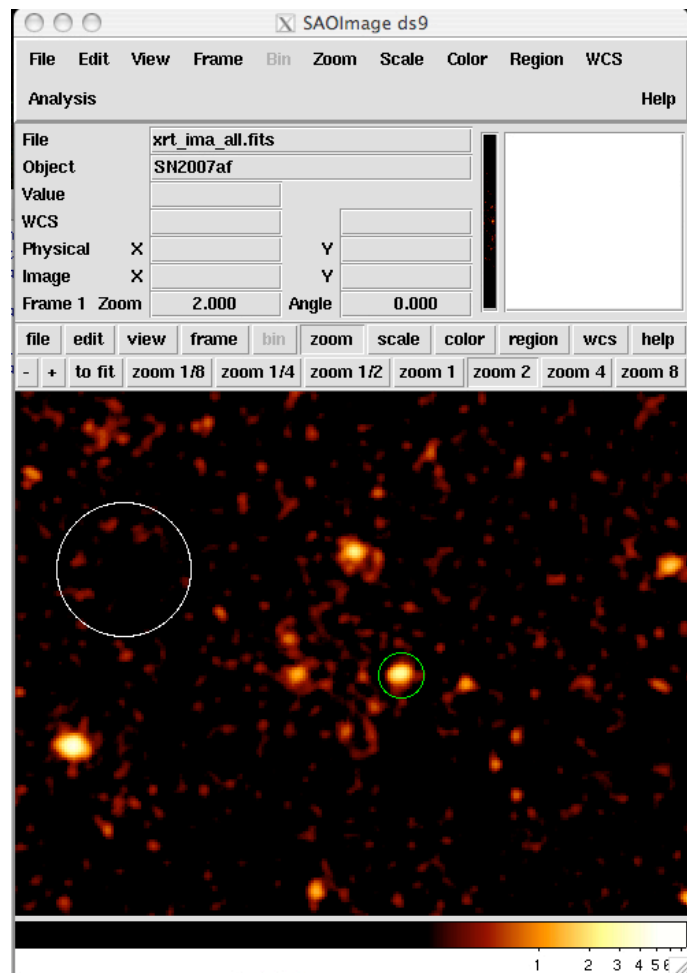 X SAOImage ds9
File Edit View Frame Bin Zoom Scale Color Region WCS
Analysis Help
File xrt_ima_all.fits
Object SN2007af
Value
WCS
Physical X Y
Image X Y
Frame 1 Zoom 2.000 Angle 0.000
file edit view frame bin zoom scale color region wcs help
- + to fit zoom 1/8 zoom 1/4 zoom 1/2 zoom 1 zoom 2 zoom 4 zoom 8
1 2 3 4 5